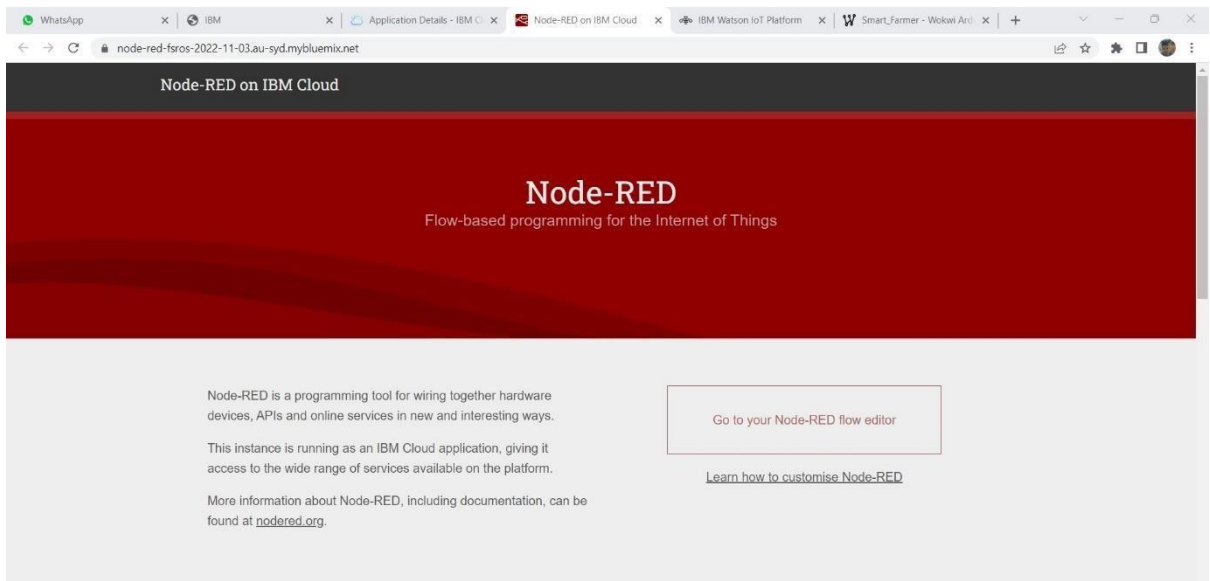 WhatsApp
IBM
Application Details - IBM C
Node-RED on IBM Cloud
IBM Watson IoT Platform
Smart_Farmer - Wokwi Ard
node-red-fsros-2022-11-03.au-syd.mybluemix.net
Node-RED on IBM Cloud
Node-RED
Flow-based programming for the Internet of Things
Node-RED is a programming tool for wiring together hardware
devices, APIs and online services in new and interesting ways.
This instance is running as an IBM Cloud application, giving it
access to the wide range of services available on the platform.
More information about Node-RED, including documentation, can be
found at nodered.org.
Go to your Node-RED flow editor
Learn how to customise Node-RED